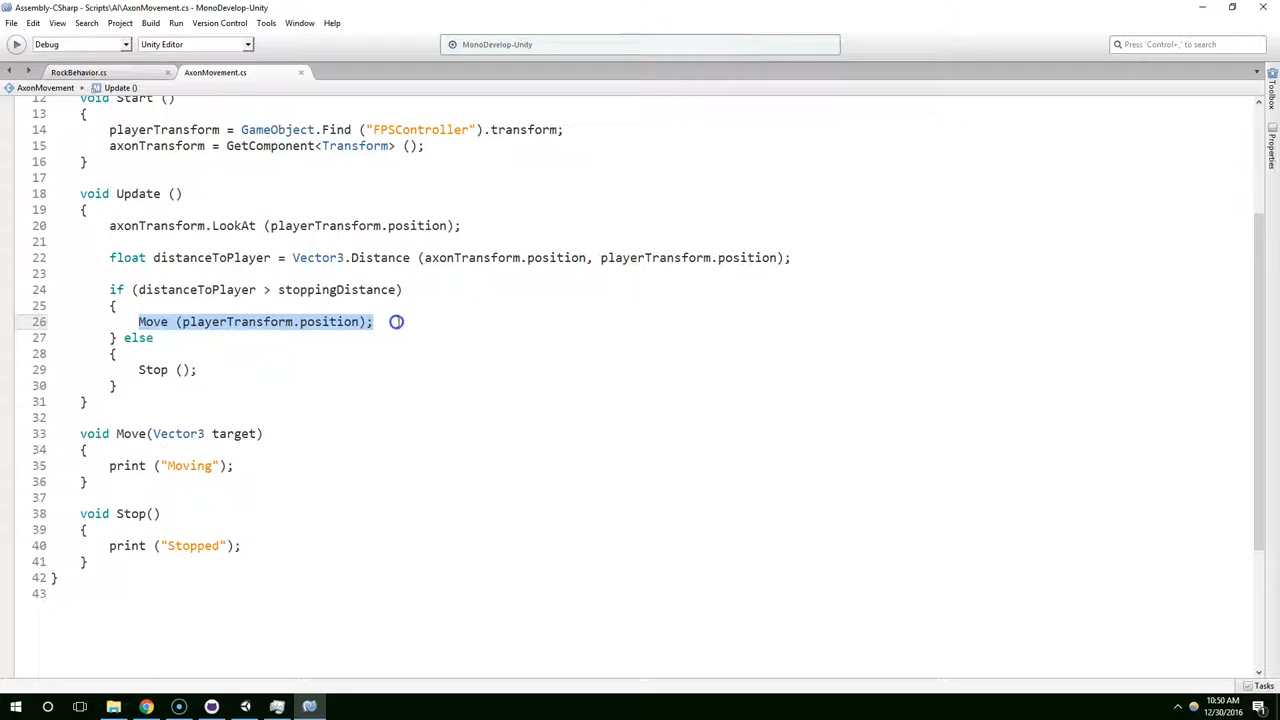 Assembly-CSharp - Scripts\AI\AxonMovement.cs - MonoDevelop-Unity
File Edit View Search Project Build Run Version Control Tools Window Help
Debug Unity Editor MonoDevelop-Unity Press 'Control+,' to search
RockBehavior.cs AxonMovement.cs
AxonMovement Update ()
12 void Start ()
13 {
14 playerTransform = GameObject.Find ("FPSController").transform;
15 axonTransform = GetComponent<Transform> ();
16 }
17
18 void Update ()
19 {
20 axonTransform.LookAt (playerTransform.position);
21
22 float distanceToPlayer = Vector3.Distance (axonTransform.position, playerTransform.position);
23
24 if (distanceToPlayer > stoppingDistance)
25 {
26 Move (playerTransform.position);
27 } else
28 {
29 Stop ();
30 }
31 }
32
33 void Move(Vector3 target)
34 {
35 print ("Moving");
36 }
37
38 void Stop()
39 {
40 print ("Stopped");
41 }
42 }
43
Toolbox
Properties
Tasks
10:50 AM
12/30/2016